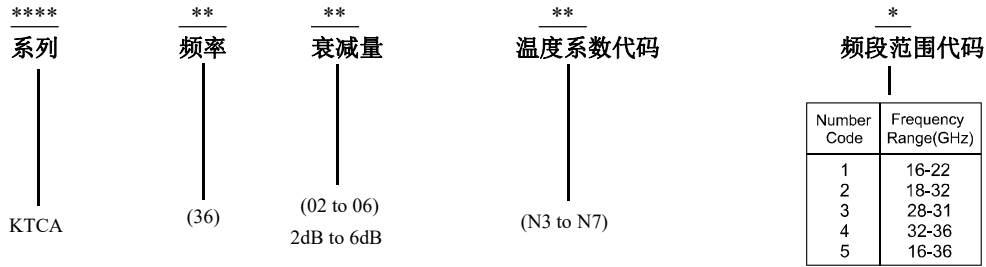 **** ** ** ** *
系列 频率 衰减量 温度系数代码 频段范围代码
Number Code Frequency Range(GHz)
1 16-22
2 18-32
3 28-31
4 32-36
5 16-36
KTCA (36) (02 to 06) (N3 to N7)
2dB to 6dB